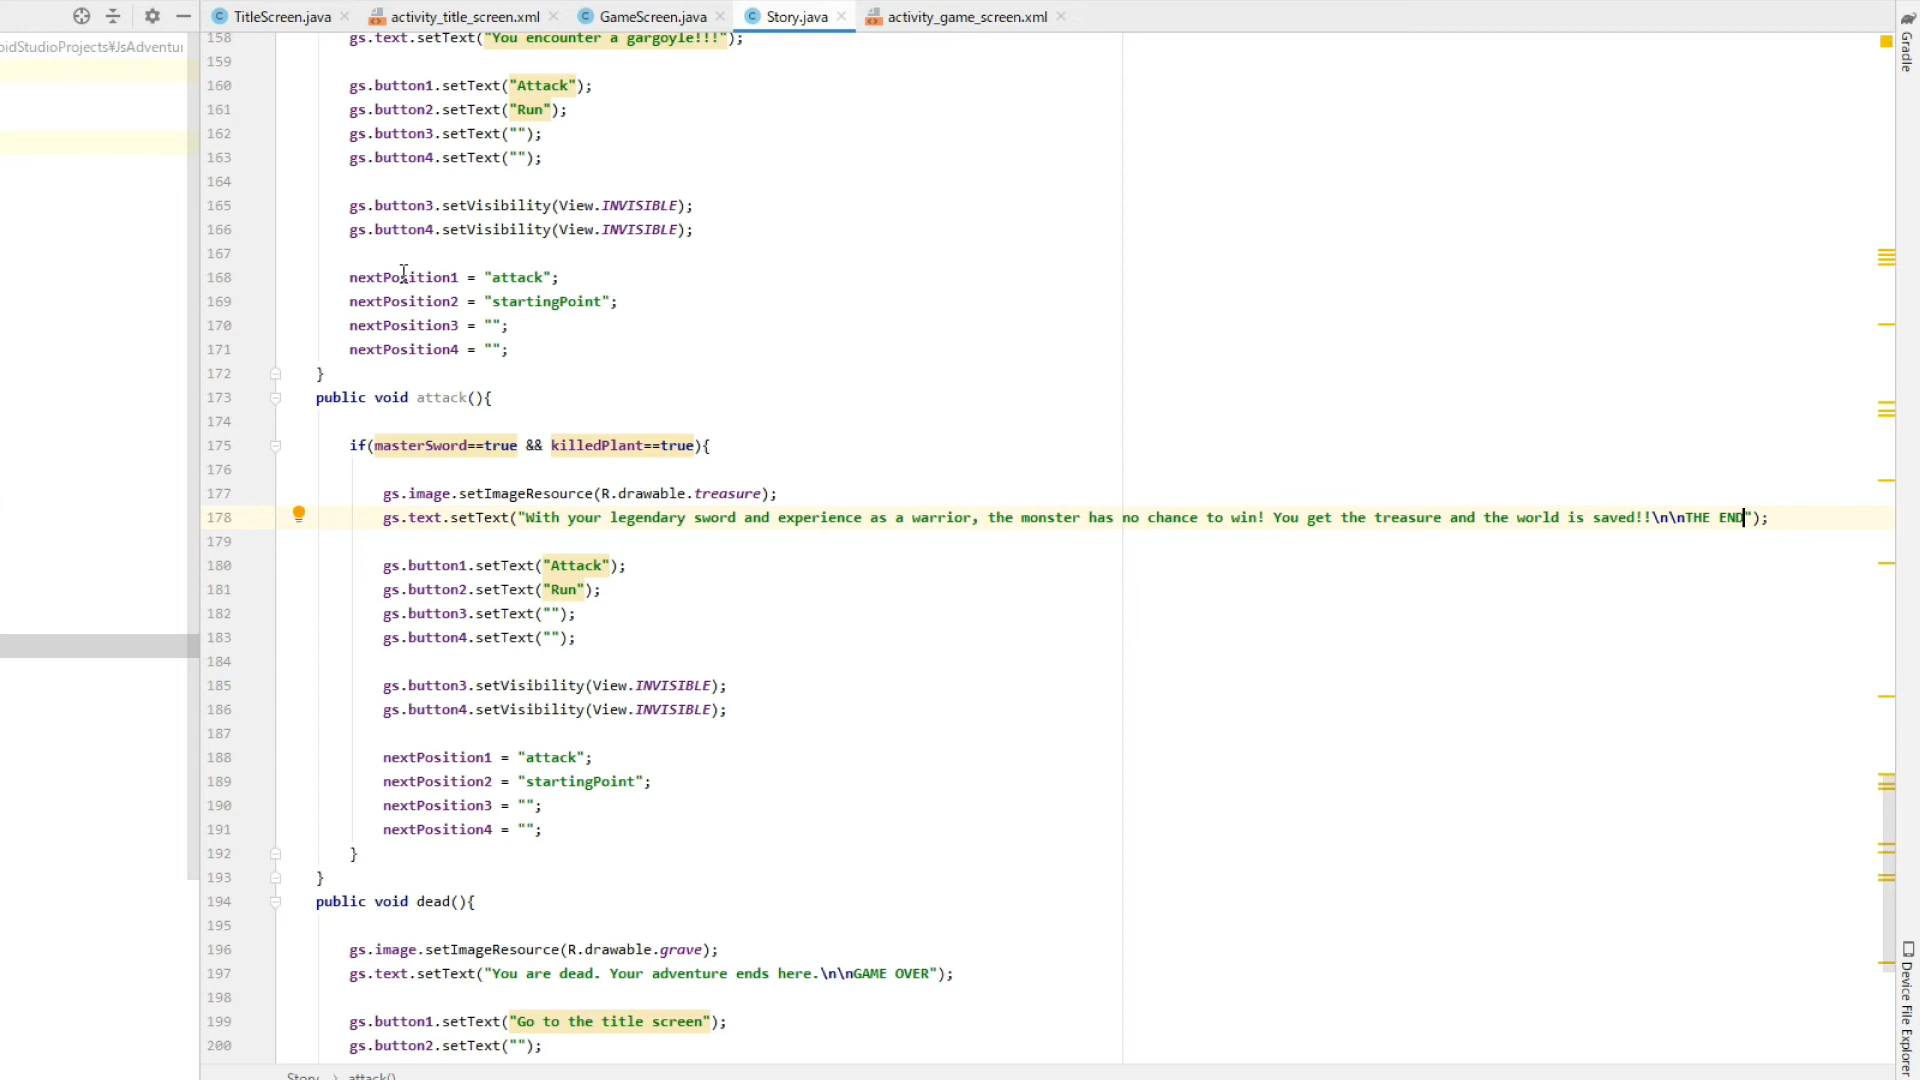 TitleScreen.java activity_title_screen.xml GameScreen.java Story.java activity_game_screen.xml
oidStudioProjects¥JsAdventu
158 gs.text.setText("You encounter a gargoyle!!!");
159
160 gs.button1.setText("Attack");
161 gs.button2.setText("Run");
162 gs.button3.setText("");
163 gs.button4.setText("");
164
165 gs.button3.setVisibility(View.INVISIBLE);
166 gs.button4.setVisibility(View.INVISIBLE);
167
168 nextPosition1 = "attack";
169 nextPosition2 = "startingPoint";
170 nextPosition3 = "";
171 nextPosition4 = "";
172 }
173 public void attack(){
174
175 if(masterSword==true && killedPlant==true){
176
177 gs.image.setImageResource(R.drawable.treasure);
178 gs.text.setText("With your legendary sword and experience as a warrior, the monster has no chance to win! You get the treasure and the world is saved!!\n\nTHE END");
179
180 gs.button1.setText("Attack");
181 gs.button2.setText("Run");
182 gs.button3.setText("");
183 gs.button4.setText("");
184
185 gs.button3.setVisibility(View.INVISIBLE);
186 gs.button4.setVisibility(View.INVISIBLE);
187
188 nextPosition1 = "attack";
189 nextPosition2 = "startingPoint";
190 nextPosition3 = "";
191 nextPosition4 = "";
192 }
193 }
194 public void dead(){
195
196 gs.image.setImageResource(R.drawable.grave);
197 gs.text.setText("You are dead. Your adventure ends here.\n\nGAME OVER");
198
199 gs.button1.setText("Go to the title screen");
200 gs.button2.setText("");
Story › attack()
Gradle
Device File Explorer